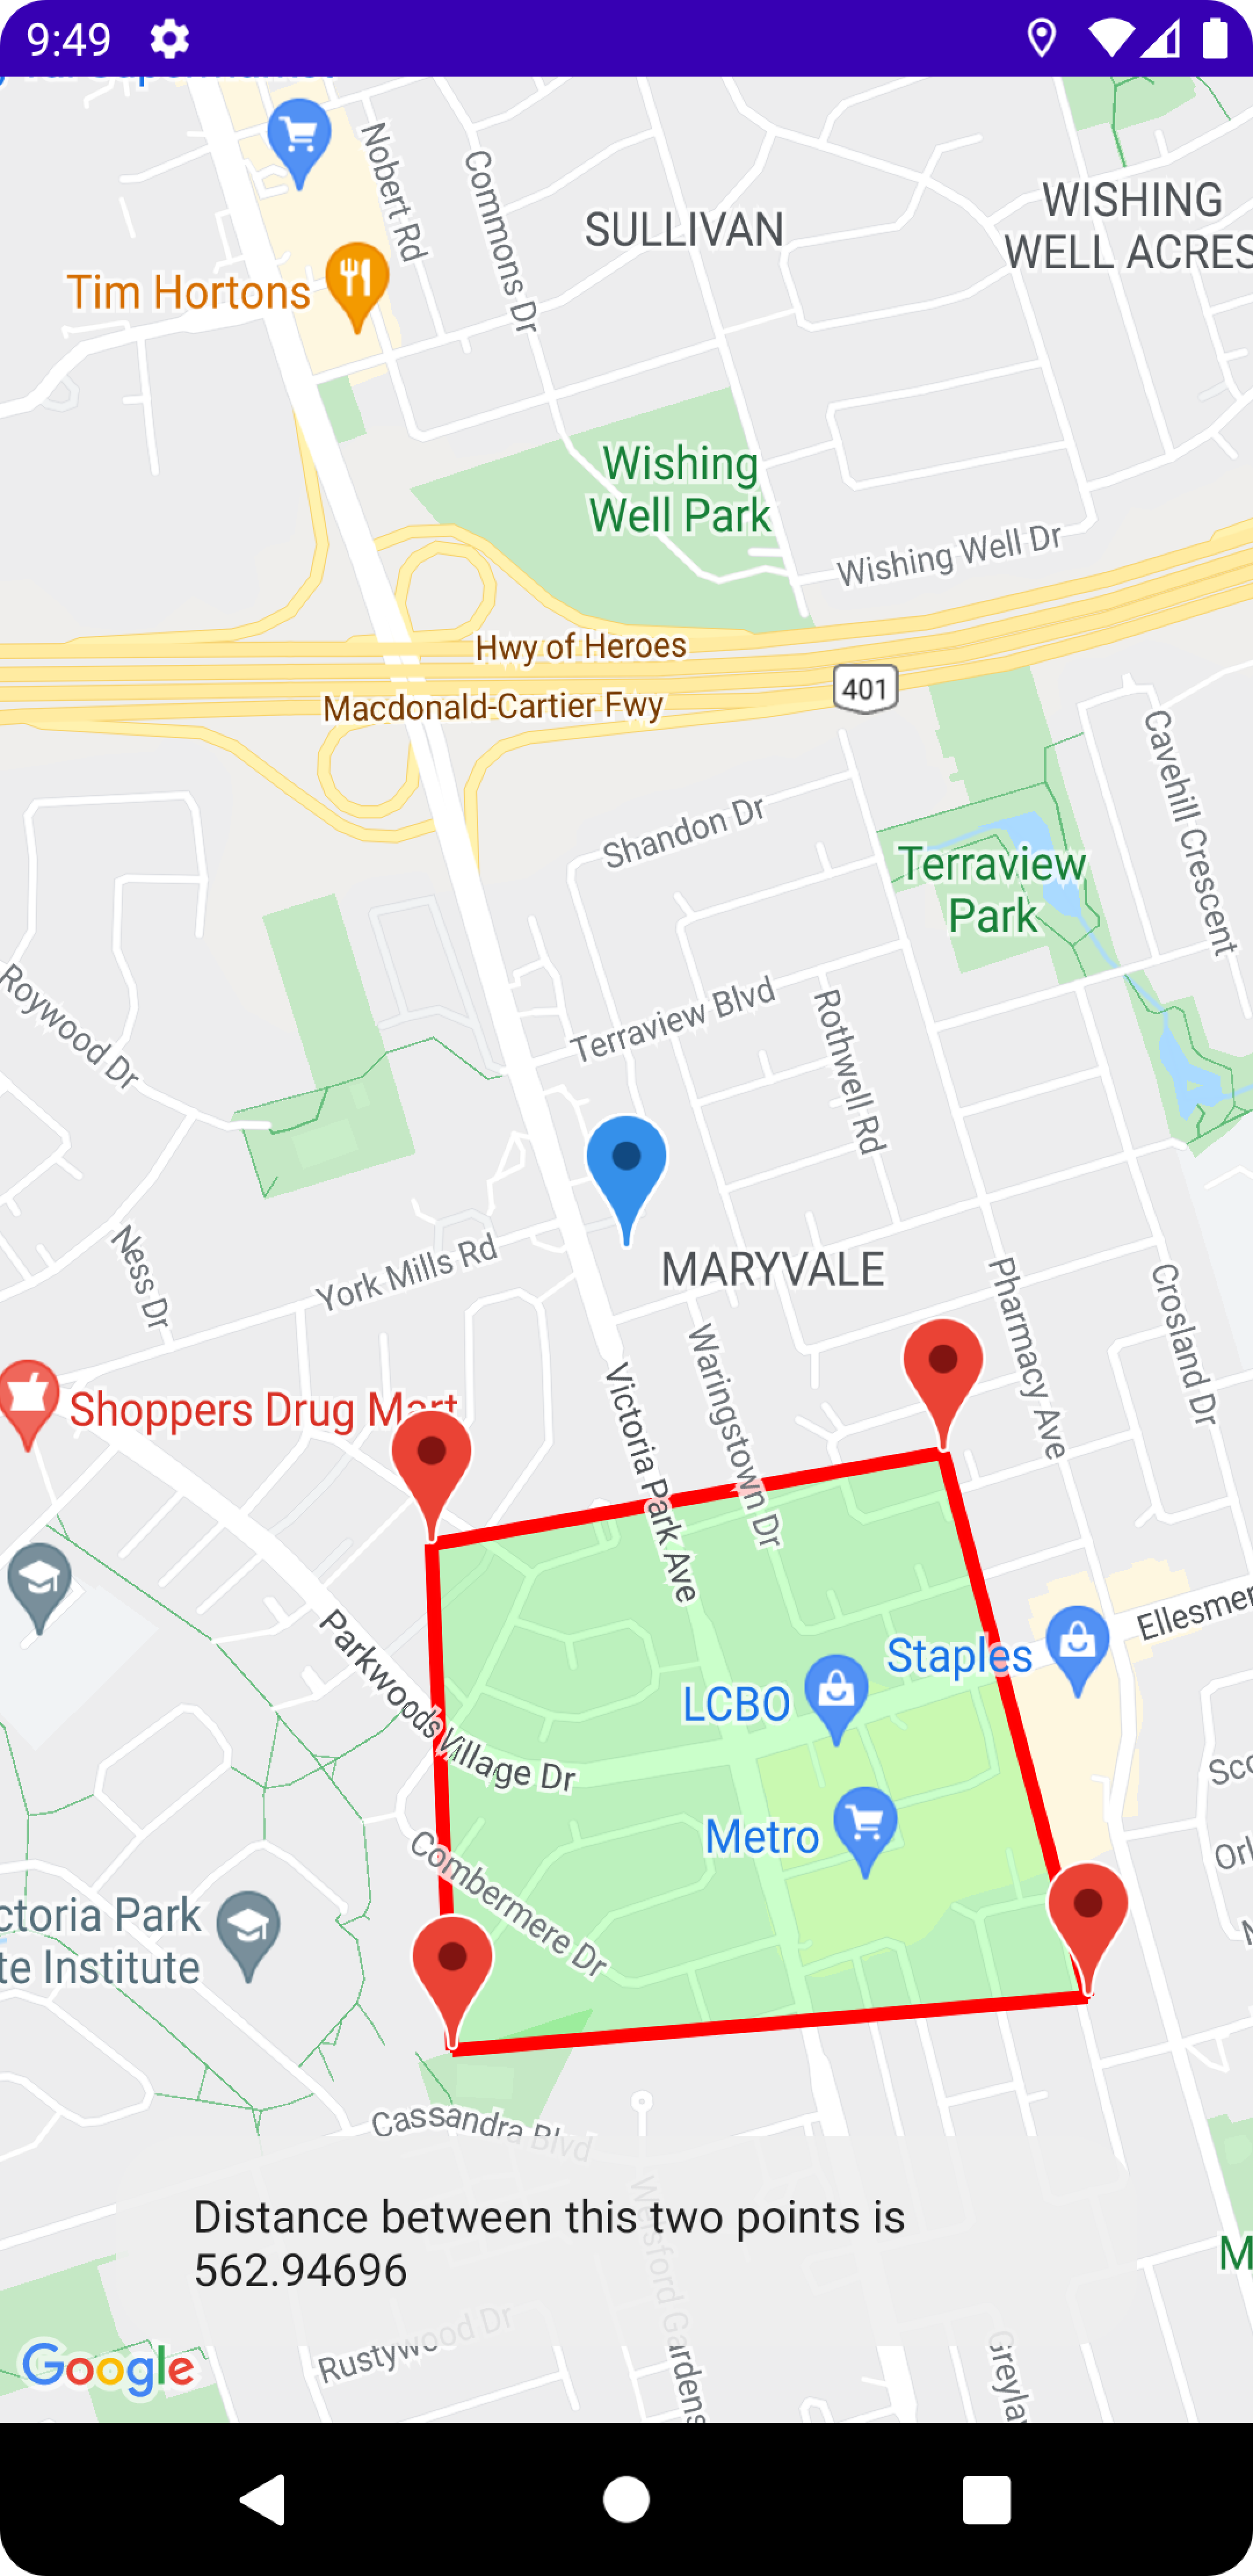 9:49
Nobert Rd
Commons Dr
SULLIVAN
WISHING
WELL ACRES
Tim Hortons
Wishing
Well Park
Wishing Well Dr
Hwy of Heroes
401
Macdonald-Cartier Fwy
Cavehill Crescent
Shandon Dr
Terraview
Park
Roywood Dr
Terraview Blvd
Rothwell Rd
Ness Dr
York Mills Rd
MARYVALE
Pharmacy Ave
Crosland Dr
Waringstown Dr
Victoria Park Ave
Shoppers Drug Mart
Parkwoods Village Dr
Ellesmer
Staples
LCBO
Metro
Sco
Orl
Combermere Dr
ctoria Park
te Institute
Cassandra Blvd
Distance between this two points is
562.94696
Rustywood Dr
Gardens
Greyla
M
Google